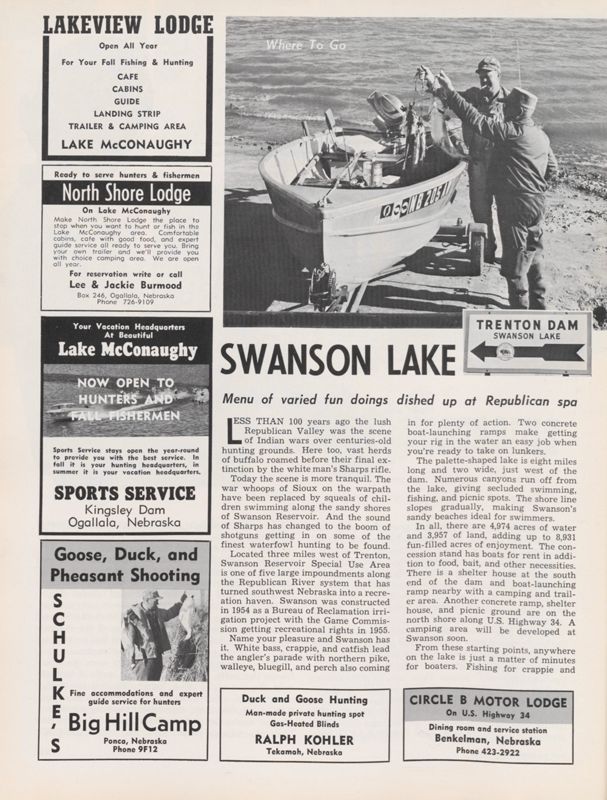 LAKEVIEW LODGE
Open All Year
For Your Fall Fishing & Hunting
CAFE
CABINS
GUIDE
LANDING STRIP
TRAILER & CAMPING AREA
LAKE McCONAUGHY
Ready to serve hunters & fishermen
North Shore Lodge
On Lake McConaughy
Make North Shore Lodge the place to
stop when you want to hunt or fish in the
Lake McConaughy area. Comfortable
cabins, cafe with good food, and expert
guide service all ready to serve you. Bring
your own trailer and we'll provide you
with choice camping area. We are open
all year.
For reservation write or call
Lee & Jackie Burmood
Box 246, Ogallala, Nebraska
Phone 726-9109
Your Vacation Headquarters
At Beautiful
Lake McConaughy
NOW OPEN TO
HUNTERS AND
FALL FISHERMEN
Sports Service stays open the year-round
to provide you with the best service. In
fall it is your hunting headquarters, in
summer it is your vacation headquarters.
SPORTS SERVICE
Kingsley Dam
Ogallala, Nebraska
Goose, Duck, and
Pheasant Shooting
SCHULKE'S
Fine accommodations and expert
guide service for hunters
Big Hill Camp
Ponca, Nebraska
Phone 9F12
Where To Go
TRENTON DAM
SWANSON LAKE
SWANSON LAKE
Menu of varied fun doings dished up at Republican spa
LESS THAN 100 years ago the lush
Republican Valley was the scene
of Indian wars over centuries-old
hunting grounds. Here too, vast herds
of buffalo roamed before their final ex-
tinction by the white man's Sharps rifle.
Today the scene is more tranquil. The
war whoops of Sioux on the warpath
have been replaced by squeals of chil-
dren swimming along the sandy shores
of Swanson Reservoir. And the sound
of Sharps has changed to the boom of
shotguns getting in on some of the
finest waterfowl hunting to be found.
Located three miles west of Trenton,
Swanson Reservoir Special Use Area
is one of five large impoundments along
the Republican River system that has
turned southwest Nebraska into a recre-
ation haven. Swanson was constructed
in 1954 as a Bureau of Reclamation irri-
gation project with the Game Commis-
sion getting recreational rights in 1955.
Name your pleasure and Swanson has
it. White bass, crappie, and catfish lead
the angler's parade with northern pike,
walleye, bluegill, and perch also coming
in for plenty of action. Two concrete
boat-launching ramps make getting
your rig in the water an easy job when
you're ready to take on lunkers.
The palette-shaped lake is eight miles
long and two wide, just west of the
dam. Numerous canyons run off from
the lake, giving secluded swimming,
fishing, and picnic spots. The shore line
slopes gradually, making Swanson's
sandy beaches ideal for swimmers.
In all, there are 4,974 acres of water
and 3,957 of land, adding up to 8,931
fun-filled acres of enjoyment. The con-
cession stand has boats for rent in addi-
tion to food, bait, and other necessities.
There is a shelter house at the south
end of the dam and boat-launching
ramp nearby with a camping and trail-
er area. Another concrete ramp, shelter
house, and picnic ground are on the
north shore along U.S. Highway 34. A
camping area will be developed at
Swanson soon.
From these starting points, anywhere
on the lake is just a matter of minutes
for boaters. Fishing for crappie and
Duck and Goose Hunting
Man-made private hunting spot
Gas-Heated Blinds
RALPH KOHLER
Tekamah, Nebraska
CIRCLE B MOTOR LODGE
On U.S. Highway 34
Dining room and service station
Benkelman, Nebraska
Phone 423-2922